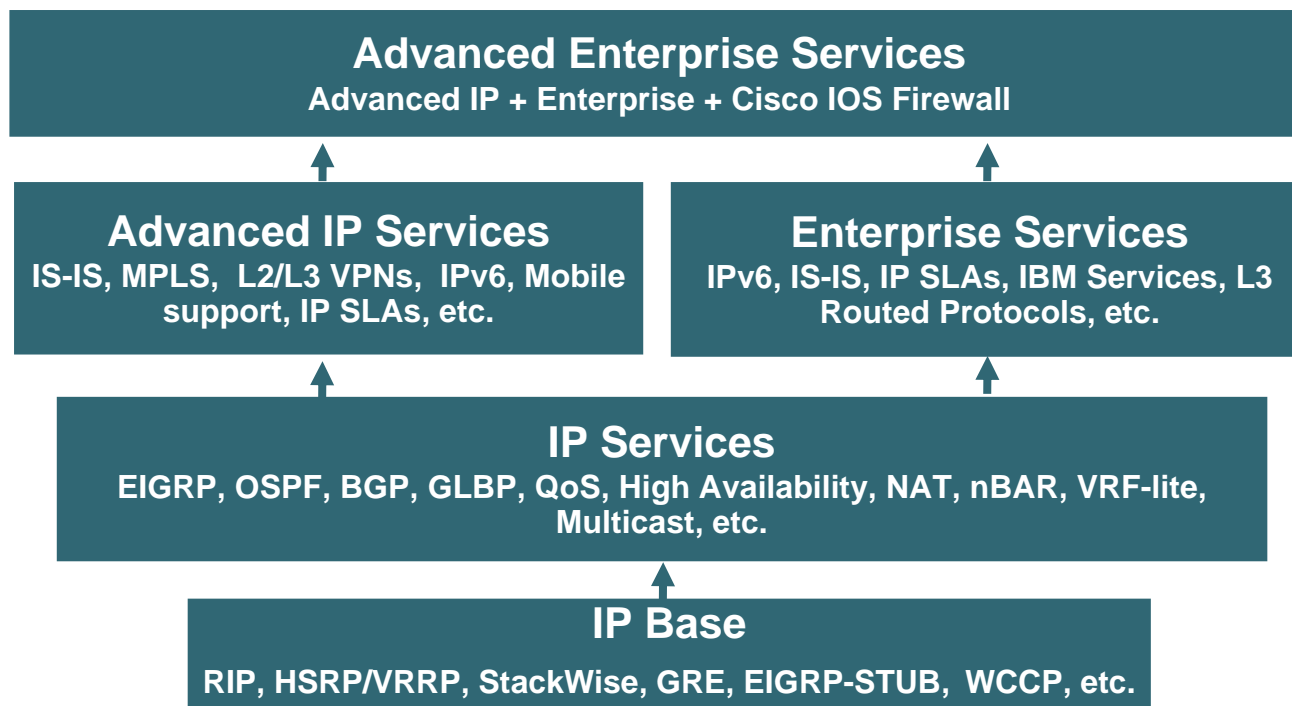 Advanced Enterprise Services
Advanced IP + Enterprise + Cisco IOS Firewall
Advanced IP Services
IS-IS, MPLS, L2/L3 VPNs, IPv6, Mobile
support, IP SLAs, etc.
Enterprise Services
IPv6, IS-IS, IP SLAs, IBM Services, L3
Routed Protocols, etc.
IP Services
EIGRP, OSPF, BGP, GLBP, QoS, High Availability, NAT, nBAR, VRF-lite,
Multicast, etc.
IP Base
RIP, HSRP/VRRP, StackWise, GRE, EIGRP-STUB, WCCP, etc.